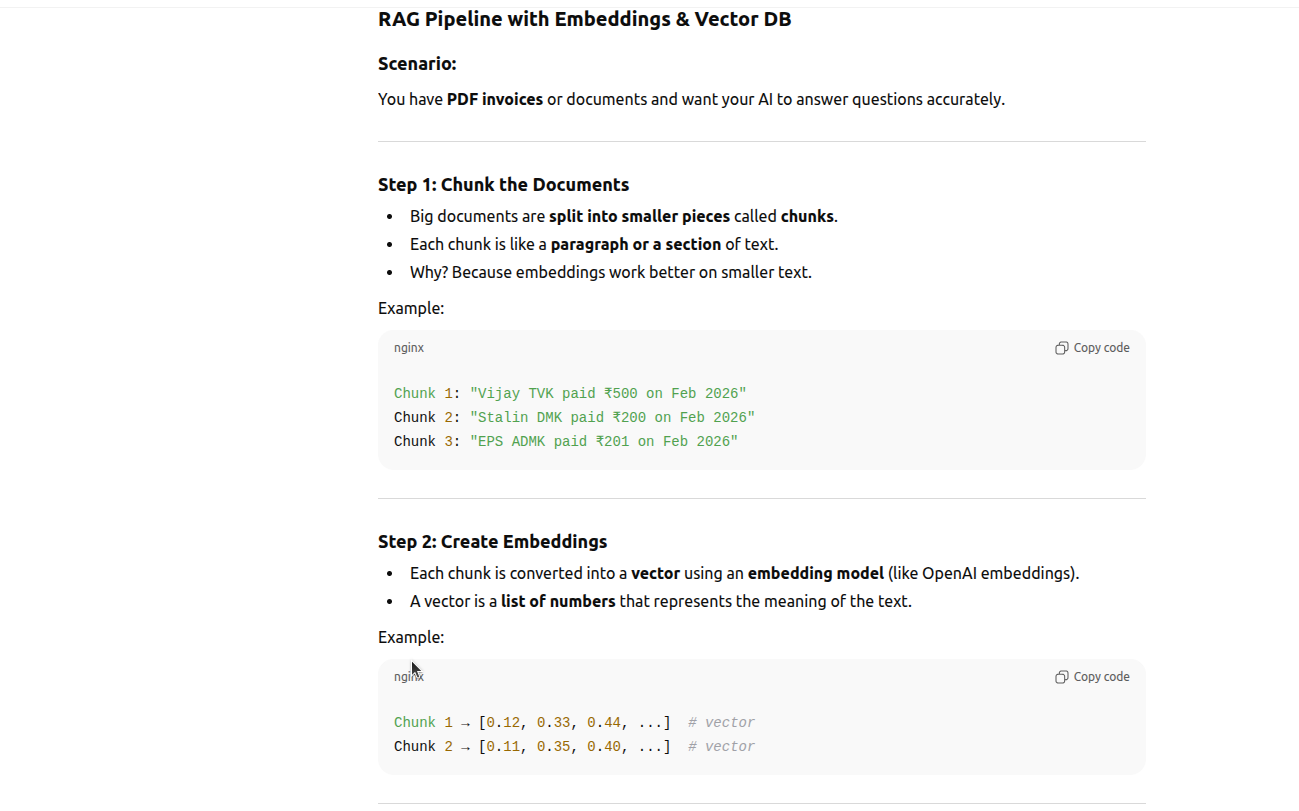 RAG Pipeline with Embeddings & Vector DB
Scenario:
You have PDF invoices or documents and want your AI to answer questions accurately.
Step 1: Chunk the Documents
• Big documents are split into smaller pieces called chunks.
• Each chunk is like a paragraph or a section of text.
• Why? Because embeddings work better on smaller text.
Example:
nginx
Copy code
Chunk 1: "Vijay TVK paid ₹500 on Feb 2026"
Chunk 2: "Stalin DMK paid ₹200 on Feb 2026"
Chunk 3: "EPS ADMK paid ₹201 on Feb 2026"
Step 2: Create Embeddings
• Each chunk is converted into a vector using an embedding model (like OpenAI embeddings).
• A vector is a list of numbers that represents the meaning of the text.
Example:
nginx
Copy code
Chunk 1 → [0.12, 0.33, 0.44, ...]  # vector
Chunk 2 → [0.11, 0.35, 0.40, ...]  # vector